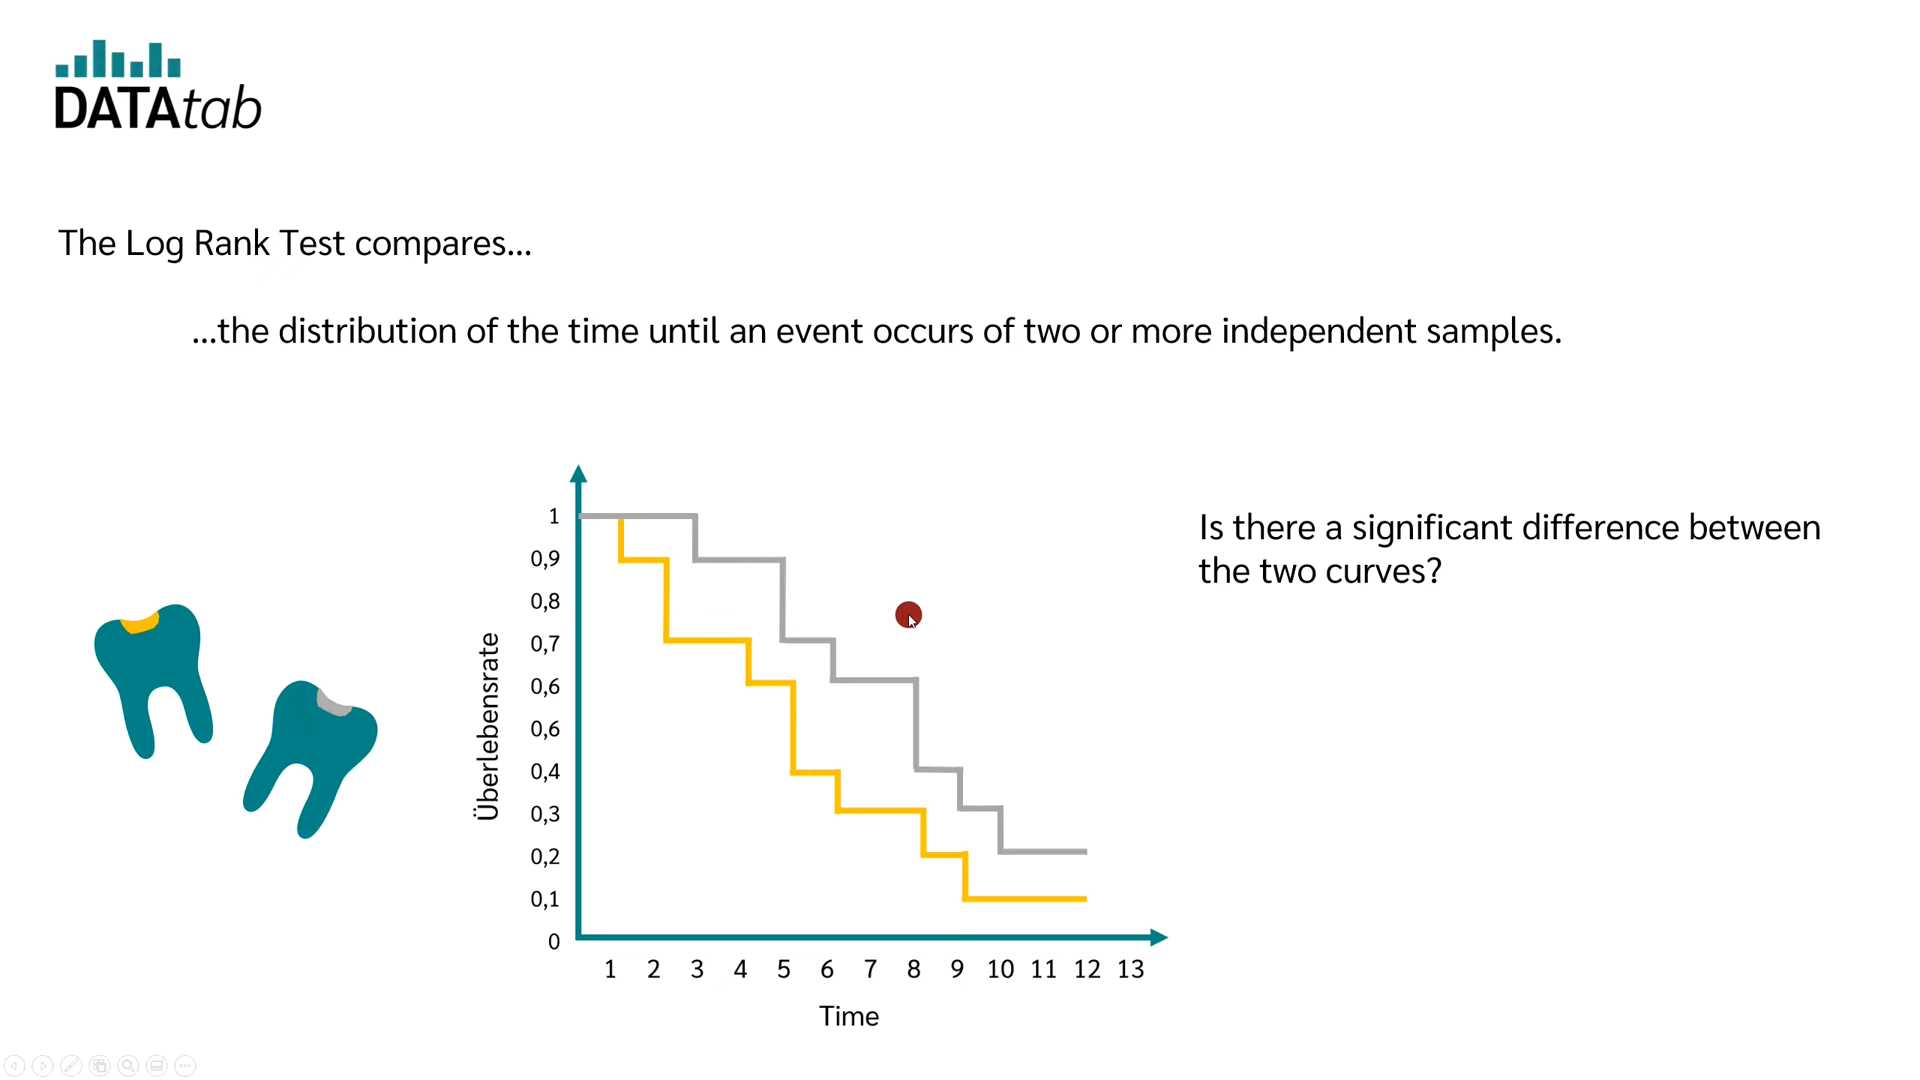 DATAtab
The Log Rank Test compares...
...the distribution of the time until an event occurs of two or more independent samples.
Is there a significant difference between
the two curves?
Überlebensrate
1
0,9
0,8
0,7
0,6
0,6
0,4
0,3
0,2
0,1
0
1 2 3 4 5 6 7 8 9 10 11 12 13
Time